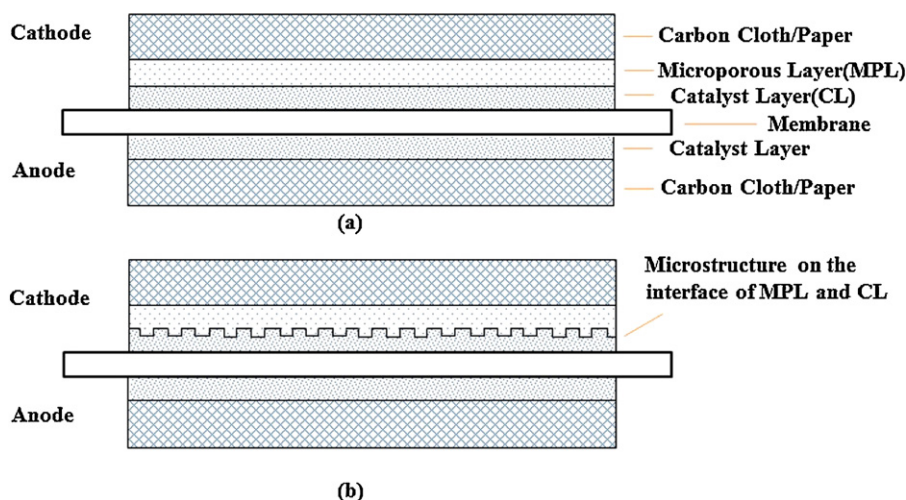 Cathode
Carbon Cloth/Paper
Microporous Layer(MPL)
Catalyst Layer(CL)
Membrane
Catalyst Layer
Anode
Carbon Cloth/Paper
(a)
Microstructure on the
interface of MPL and CL
Cathode
Anode
(b)